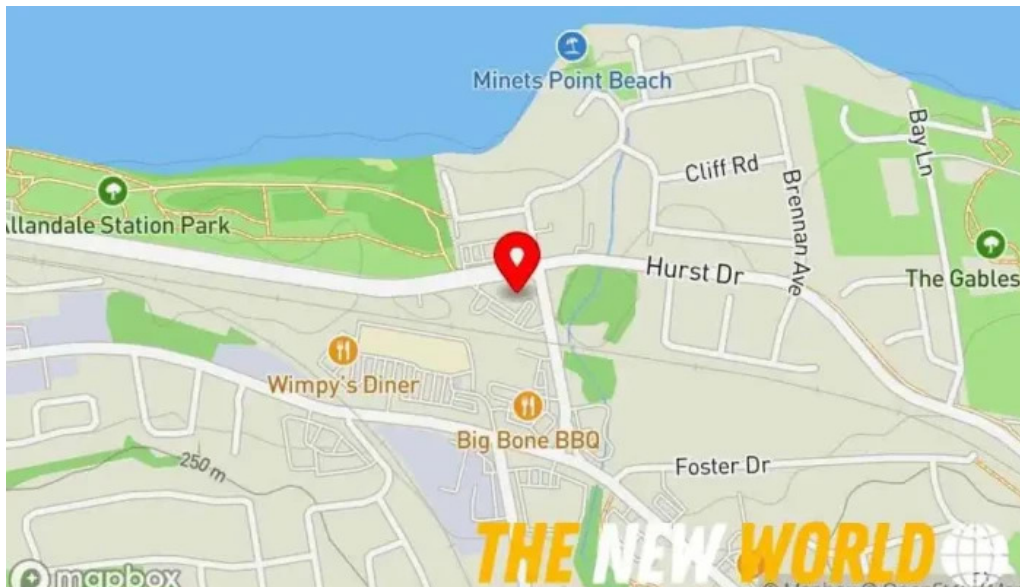 Minets Point Beach
Bay Ln
Cliff Rd
Brennan Ave
llandale Station Park
The Gables
Hurst Dr
Wimpy's Diner
Big Bone BBQ
250 m
Foster Dr
THE NEW WORLD
mapbox